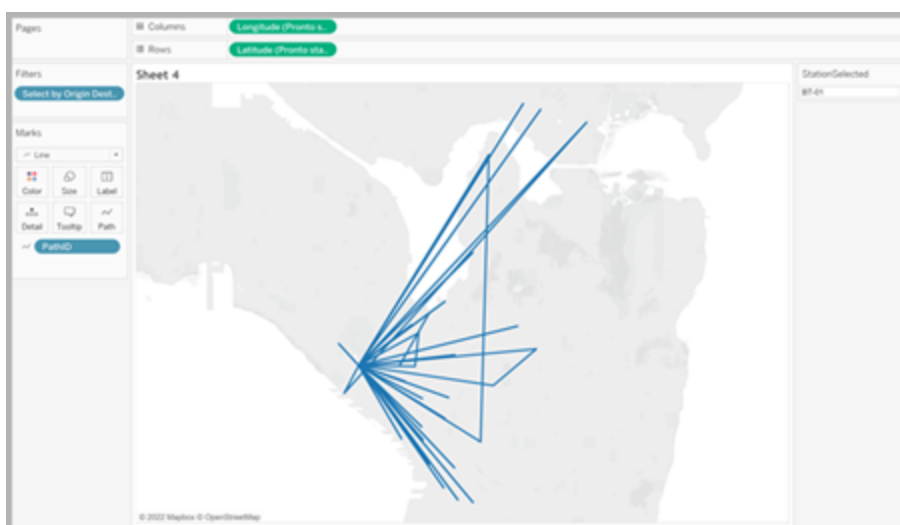 Pages
Columns
Longitude (Pronto s..
Rows
Latitude (Pronto sta..
Filters
Select by Origin Dest..
Marks
Line
Color Size Label
Detail Tooltip Path
PathID
Sheet 4
StationSelected
BT-01
© 2022 Mapbox © OpenStreetMap